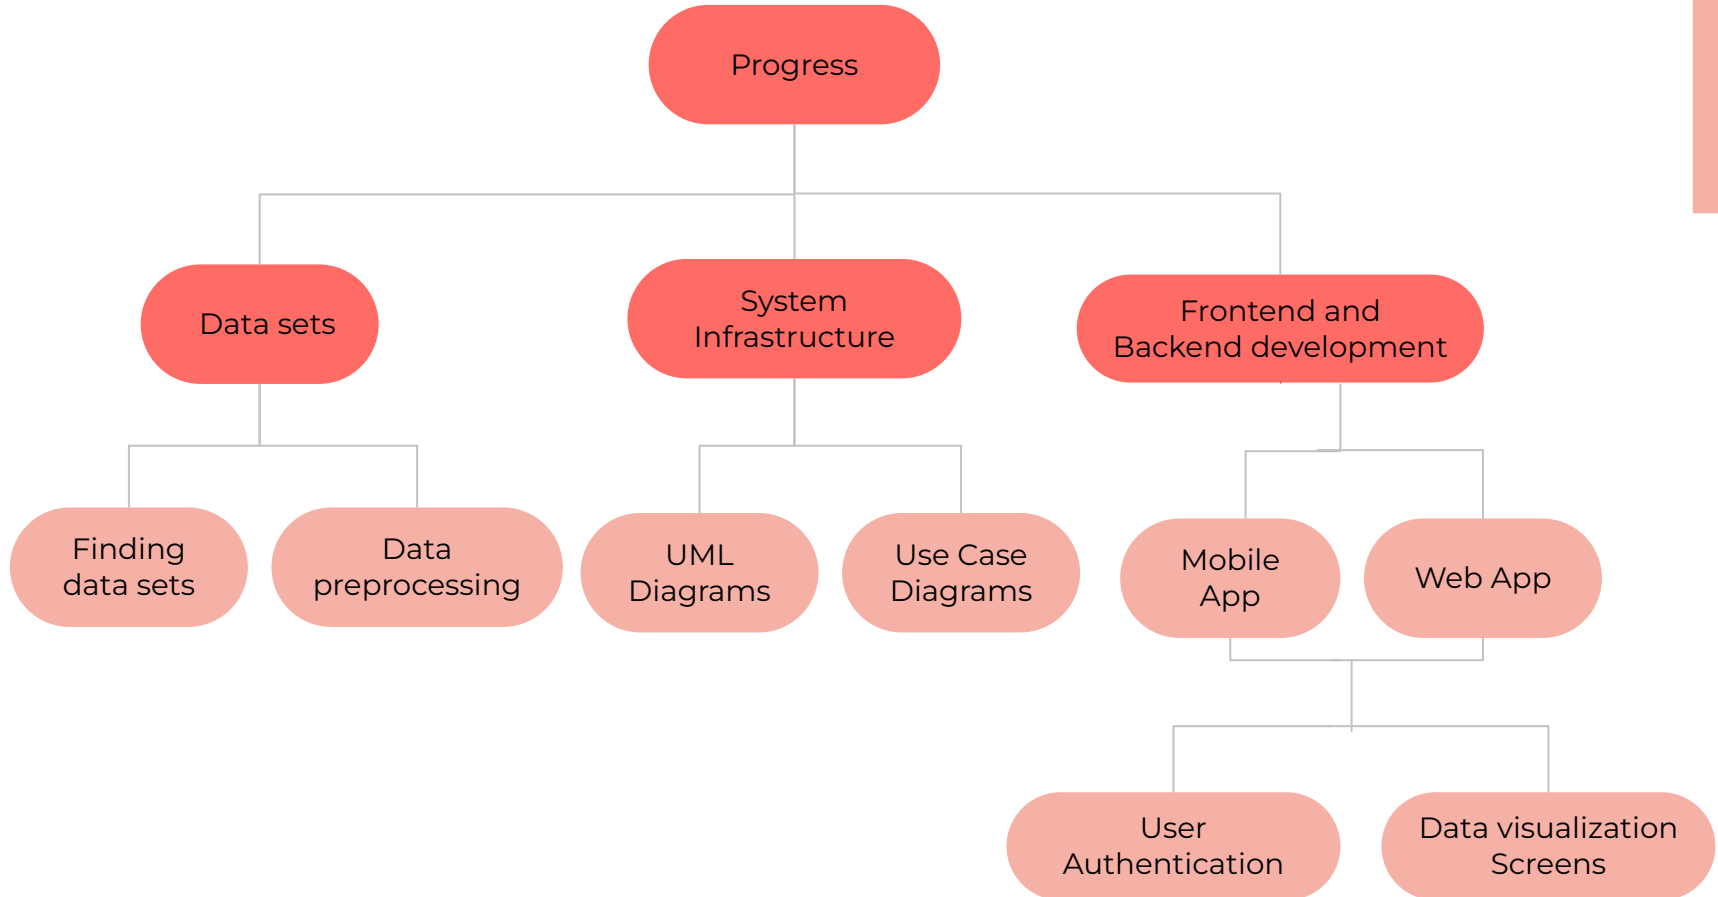 Progress
Data sets
System
Infrastructure
Frontend and
Backend development
Finding
data sets
Data
preprocessing
UML
Diagrams
Use Case
Diagrams
Mobile
App
Web App
User
Authentication
Data visualization
Screens